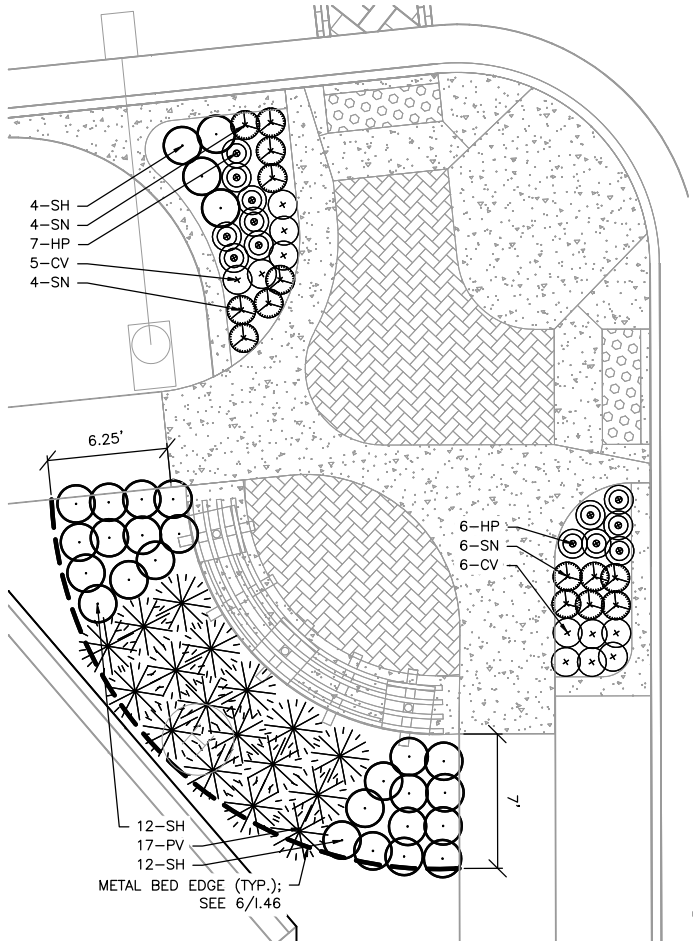 4-SH
4-SN
7-HP
5-CV
4-SN
6.25'
6-HP
6-SN
6-CV
7'
12-SH
17-PV
12-SH
METAL BED EDGE (TYP.);
SEE 6/1.46